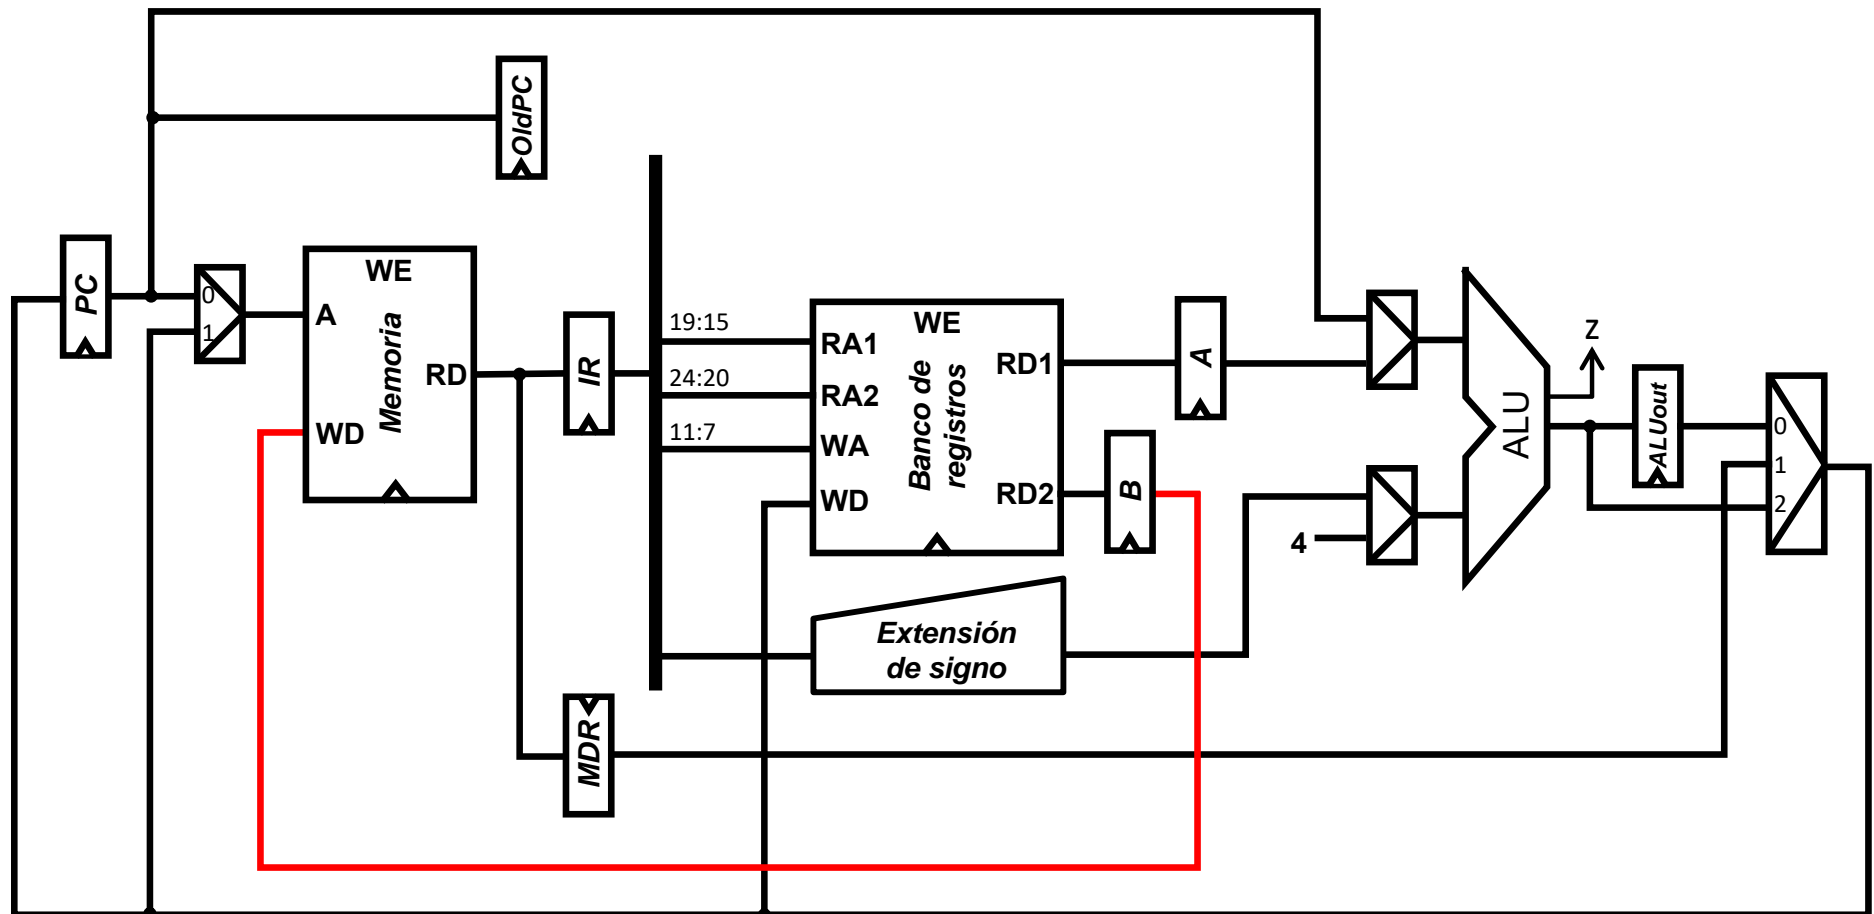 OldPC
PC
0
1
WE
A
Memoria
RD
WD
IR
19:15
24:20
11:7
WE
RA1
RA2
WA
WD
Banco de
registros
RD1
RD2
A
B
4
ALU
Z
ALUout
0
1
2
Extensión
de signo
MDR